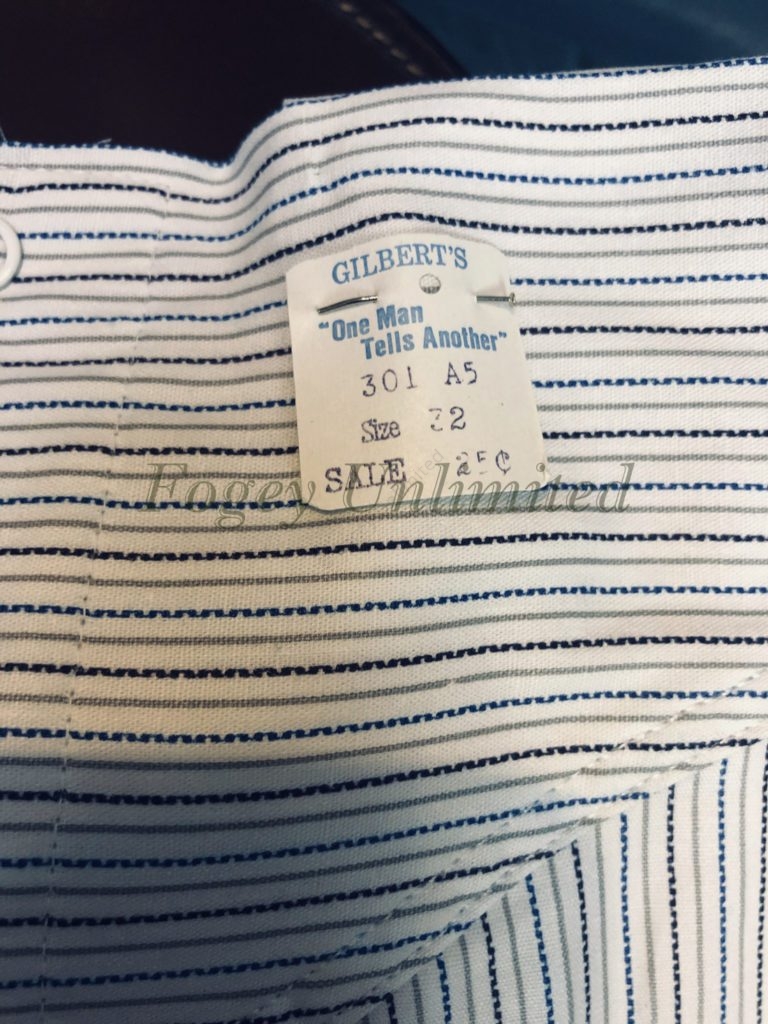 GILBERT'S
"One Man
Tells Another"
301 A5
Size 32
SALE 25¢
Fogey Unlimited